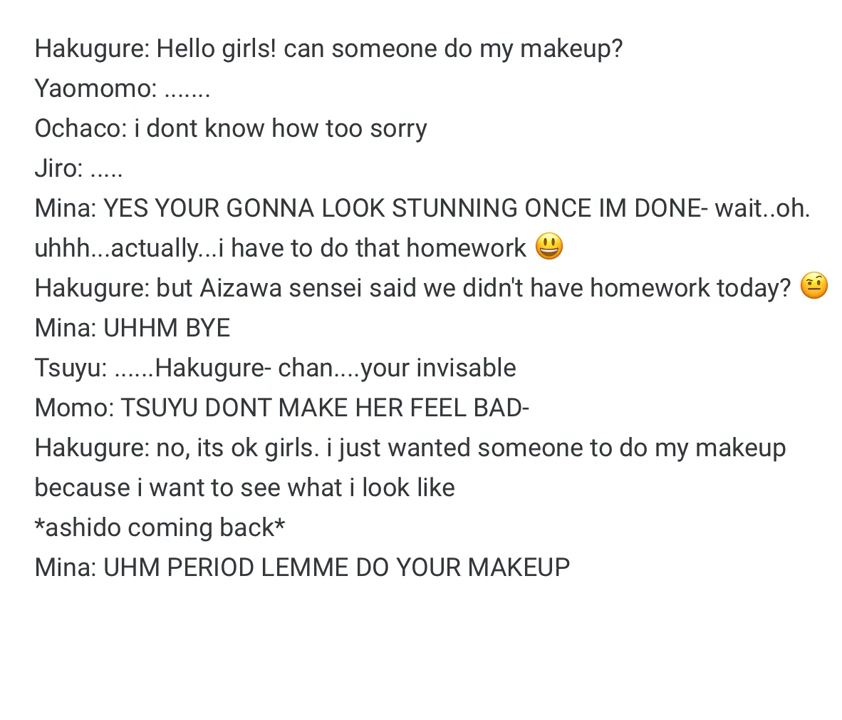 Hakugure: Hello girls! can someone do my makeup?
Yaomomo: .......
Ochaco: i dont know how too sorry
Jiro: .....
Mina: YES YOUR GONNA LOOK STUNNING ONCE IM DONE- wait..oh.
uhhh...actually...i have to do that homework 😃
Hakugure: but Aizawa sensei said we didn't have homework today? 🤨
Mina: UHHM BYE
Tsuyu: ......Hakugure- chan....your invisable
Momo: TSUYU DONT MAKE HER FEEL BAD-
Hakugure: no, its ok girls. i just wanted someone to do my makeup
because i want to see what i look like
*ashido coming back*
Mina: UHM PERIOD LEMME DO YOUR MAKEUP